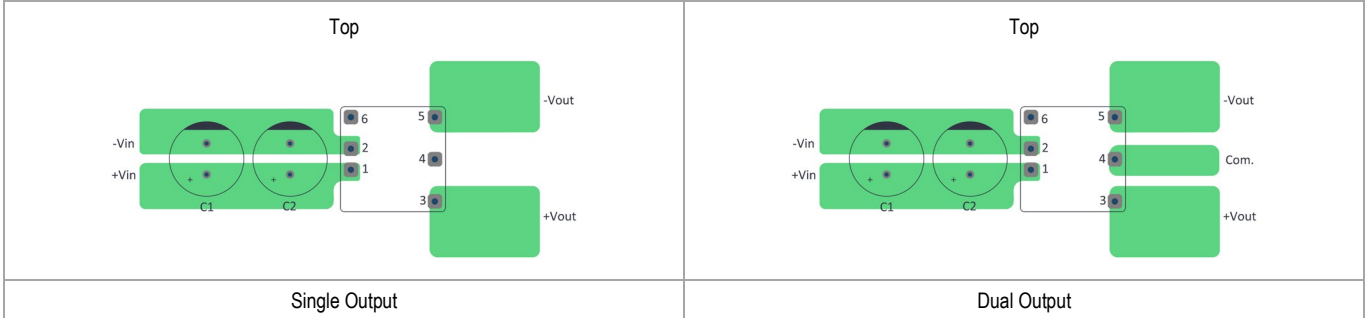 Top
-Vout
6
5
-Vin
2
4
+Vin
1
+
+
3
C1
C2
+Vout
Single Output
Top
-Vout
6
5
-Vin
2
4
Com.
+Vin
1
+
+
3
C1
C2
+Vout
Dual Output